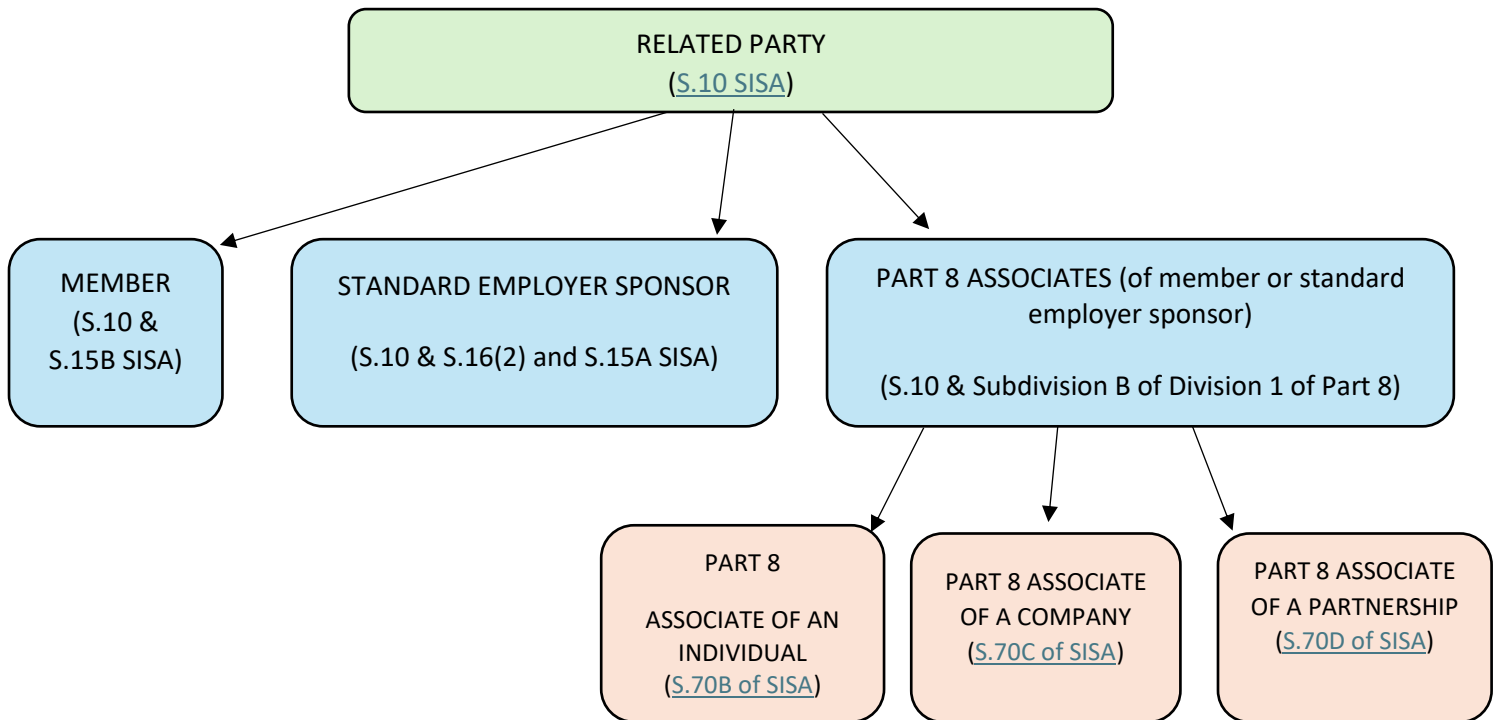 RELATED PARTY
(S.10 SISA)
MEMBER
(S.10 &
S.15B SISA)
STANDARD EMPLOYER SPONSOR
(S.10 & S.16(2) and S.15A SISA)
PART 8 ASSOCIATES (of member or standard
employer sponsor)
(S.10 & Subdivision B of Division 1 of Part 8)
PART 8
ASSOCIATE OF AN
INDIVIDUAL
(S.70B of SISA)
PART 8 ASSOCIATE
OF A COMPANY
(S.70C of SISA)
PART 8 ASSOCIATE
OF A PARTNERSHIP
(S.70D of SISA)